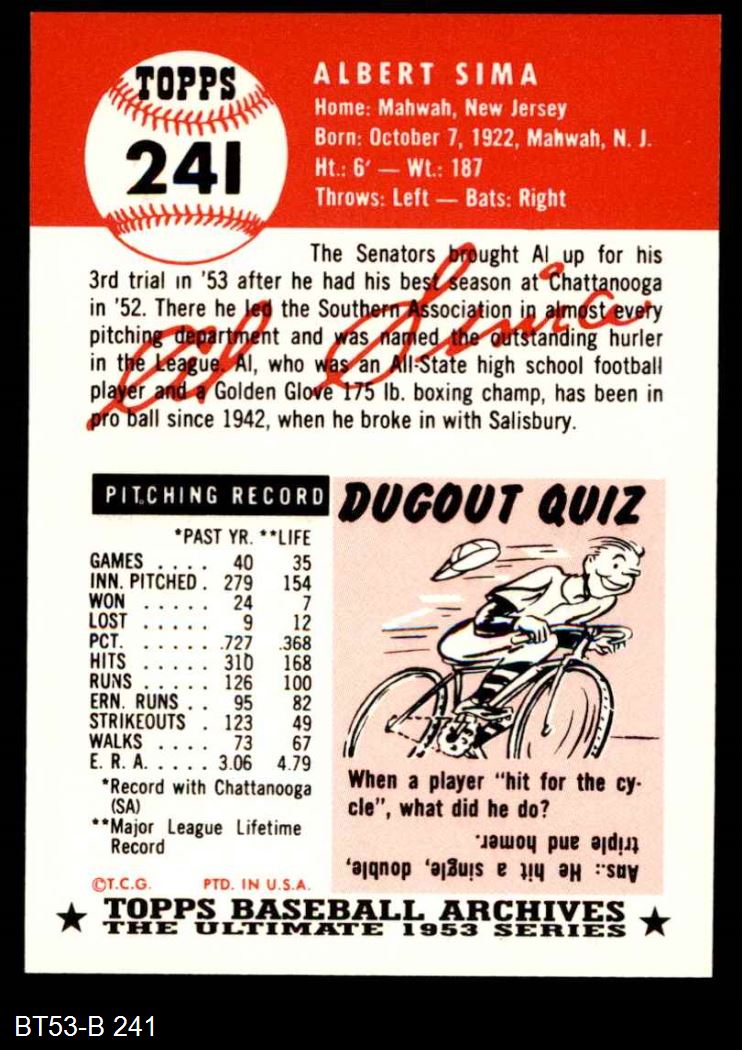 TOPPS
241
ALBERT SIMA
Home: Mahwah, New Jersey
Born: October 7, 1922, Mahwah, N. J.
Ht.: 6' — Wt.: 187
Throws: Left — Bats: Right
The Senators brought Al up for his
3rd trial in '53 after he had his best season at Chattanooga
in '52. There he led the Southern Association in almost every
pitching department and was named the outstanding hurler
in the League. Al, who was an All-State high school football
player and a Golden Glove 175 lb. boxing champ, has been in
pro ball since 1942, when he broke in with Salisbury.
Al Sima
PITCHING RECORD
*PAST YR. **LIFE
GAMES .... 40 35
INN. PITCHED . 279 154
WON ..... 24 7
LOST ..... 9 12
PCT. ..... .727 .368
HITS ..... 310 168
RUNS ..... 126 100
ERN. RUNS .. 95 82
STRIKEOUTS . 123 49
WALKS .... 73 67
E. R. A. .... 3.06 4.79
*Record with Chattanooga
(SA)
**Major League Lifetime
Record
©T.C.G. PTD. IN U.S.A.
DUGOUT QUIZ
When a player "hit for the cy-
cle", what did he do?
Ans.: He hit a single, double,
triple and homer.
TOPPS BASEBALL ARCHIVES
THE ULTIMATE 1953 SERIES
BT53-B 241